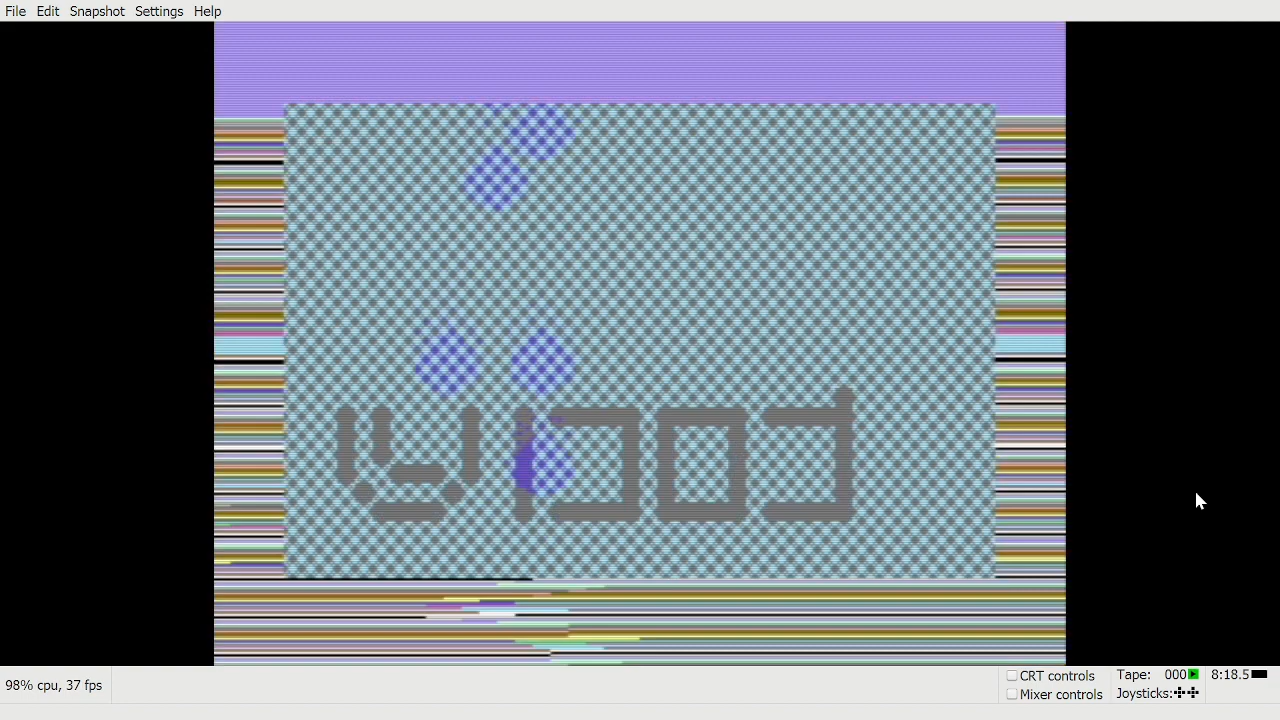 File Edit Snapshot Settings Help
98% cpu, 37 fps
CRT controls Tape: 000 8:18.5
Mixer controls Joysticks: